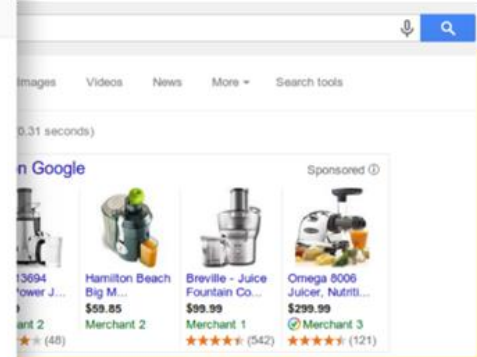 Images Videos News More Search tools
0.31 seconds)
n Google Sponsored
13694 Hamilton Beach Breville - Juice Omega 8006
Power J... Big M... Fountain Co... Juicer, Nutriti...
$59.85 $99.99 $299.99
ant 2 Merchant 2 Merchant 1 Merchant 3
(48) (542) (121)